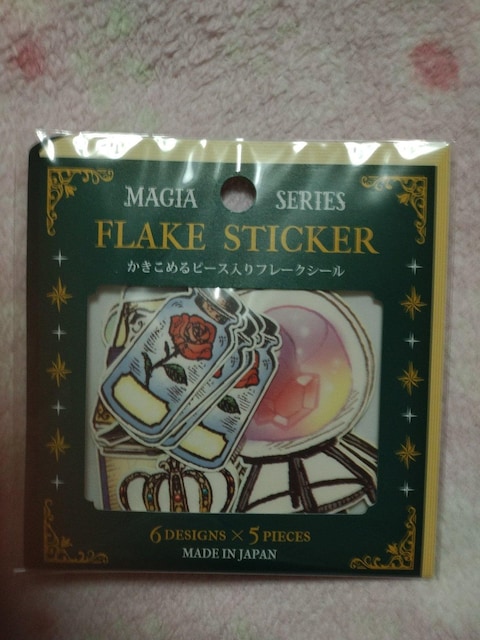 MAGIA SERIES
FLAKE STICKER
かきこめるピース入りフレークシール
6 DESIGNS × 5 PIECES
MADE IN JAPAN